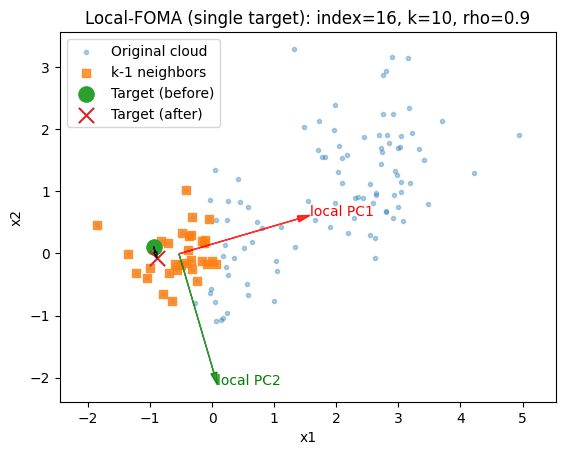 Local-FOMA (single target): index=16, k=10, rho=0.9
Original cloud
k-1 neighbors
Target (before)
Target (after)
local PC1
local PC2
x2
3
2
1
0
−1
−2
−2
−1
0
1
2
3
4
5
x1